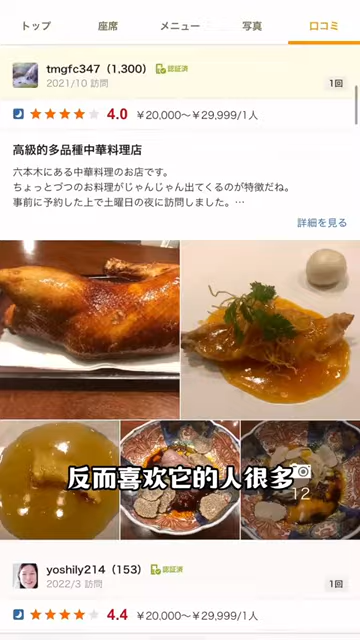 トップ 座席 メニュー 写真 口コミ
tmgfc347（1,300） 認証済
2021/10 訪問 1回
4.0 ￥20,000～￥29,999/1人
高級的多品種中華料理店
六本木にある中華料理のお店です。
ちょっとづつのお料理がじゃんじゃん出てくるのが特徴だね。
事前に予約した上で土曜日の夜に訪問しました。…
詳細を見る
反而喜欢它的人很多
12
yoshily214（153） 認証済
2022/3 訪問 1回
4.4 ￥20,000～￥29,999/1人